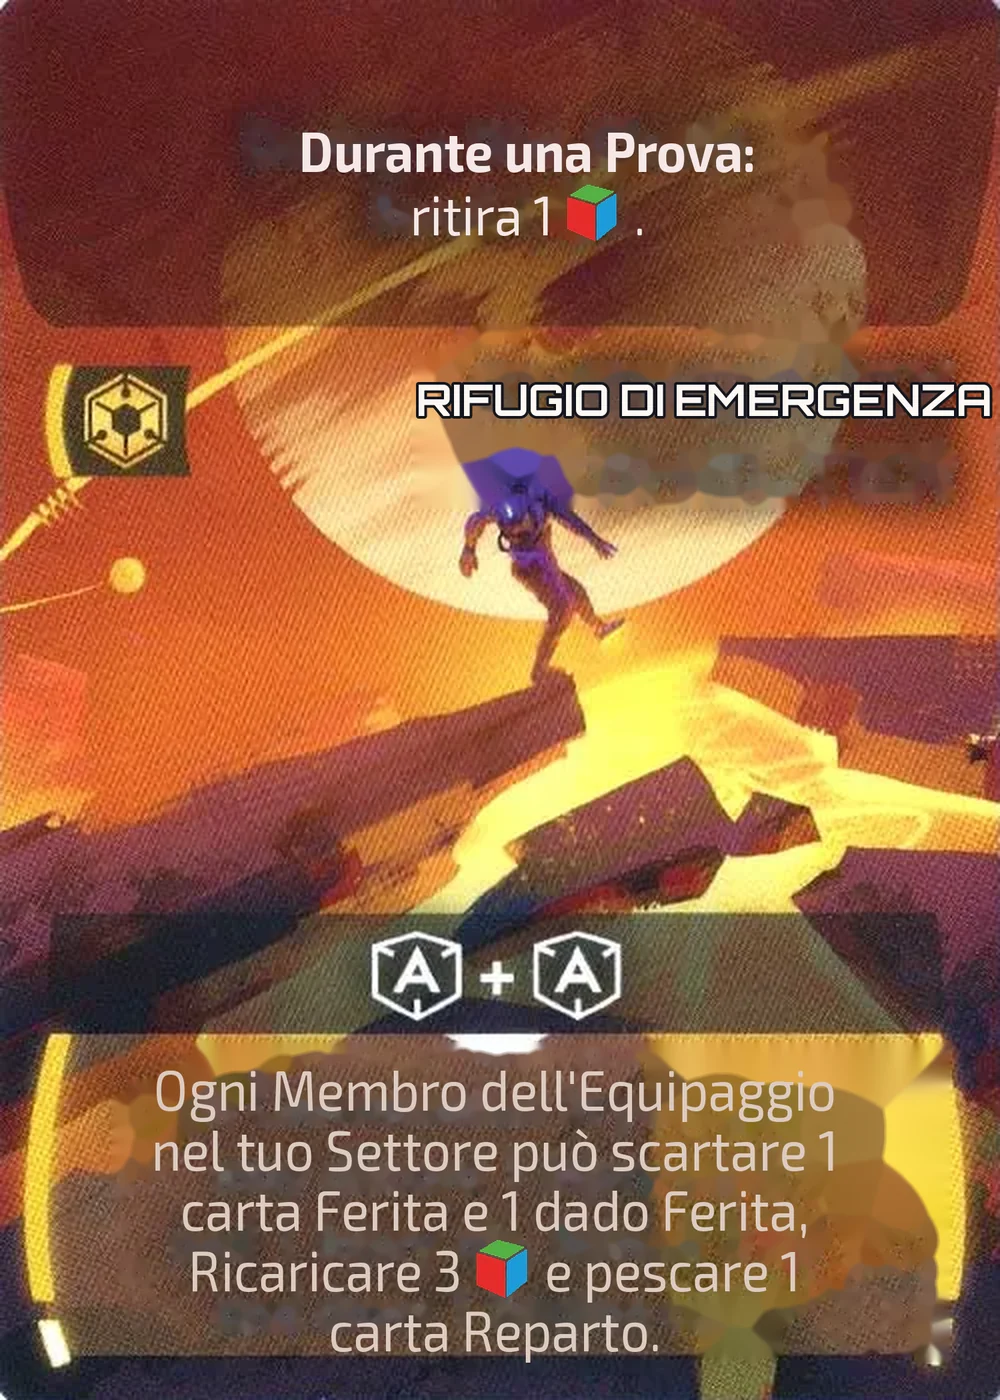 Durante una Prova:
ritira 1 .
RIFUGIO DI EMERGENZA
A + A
Ogni Membro dell'Equipaggio
nel tuo Settore può scartare 1
carta Ferita e 1 dado Ferita,
Ricaricare 3 e pescare 1
carta Reparto.